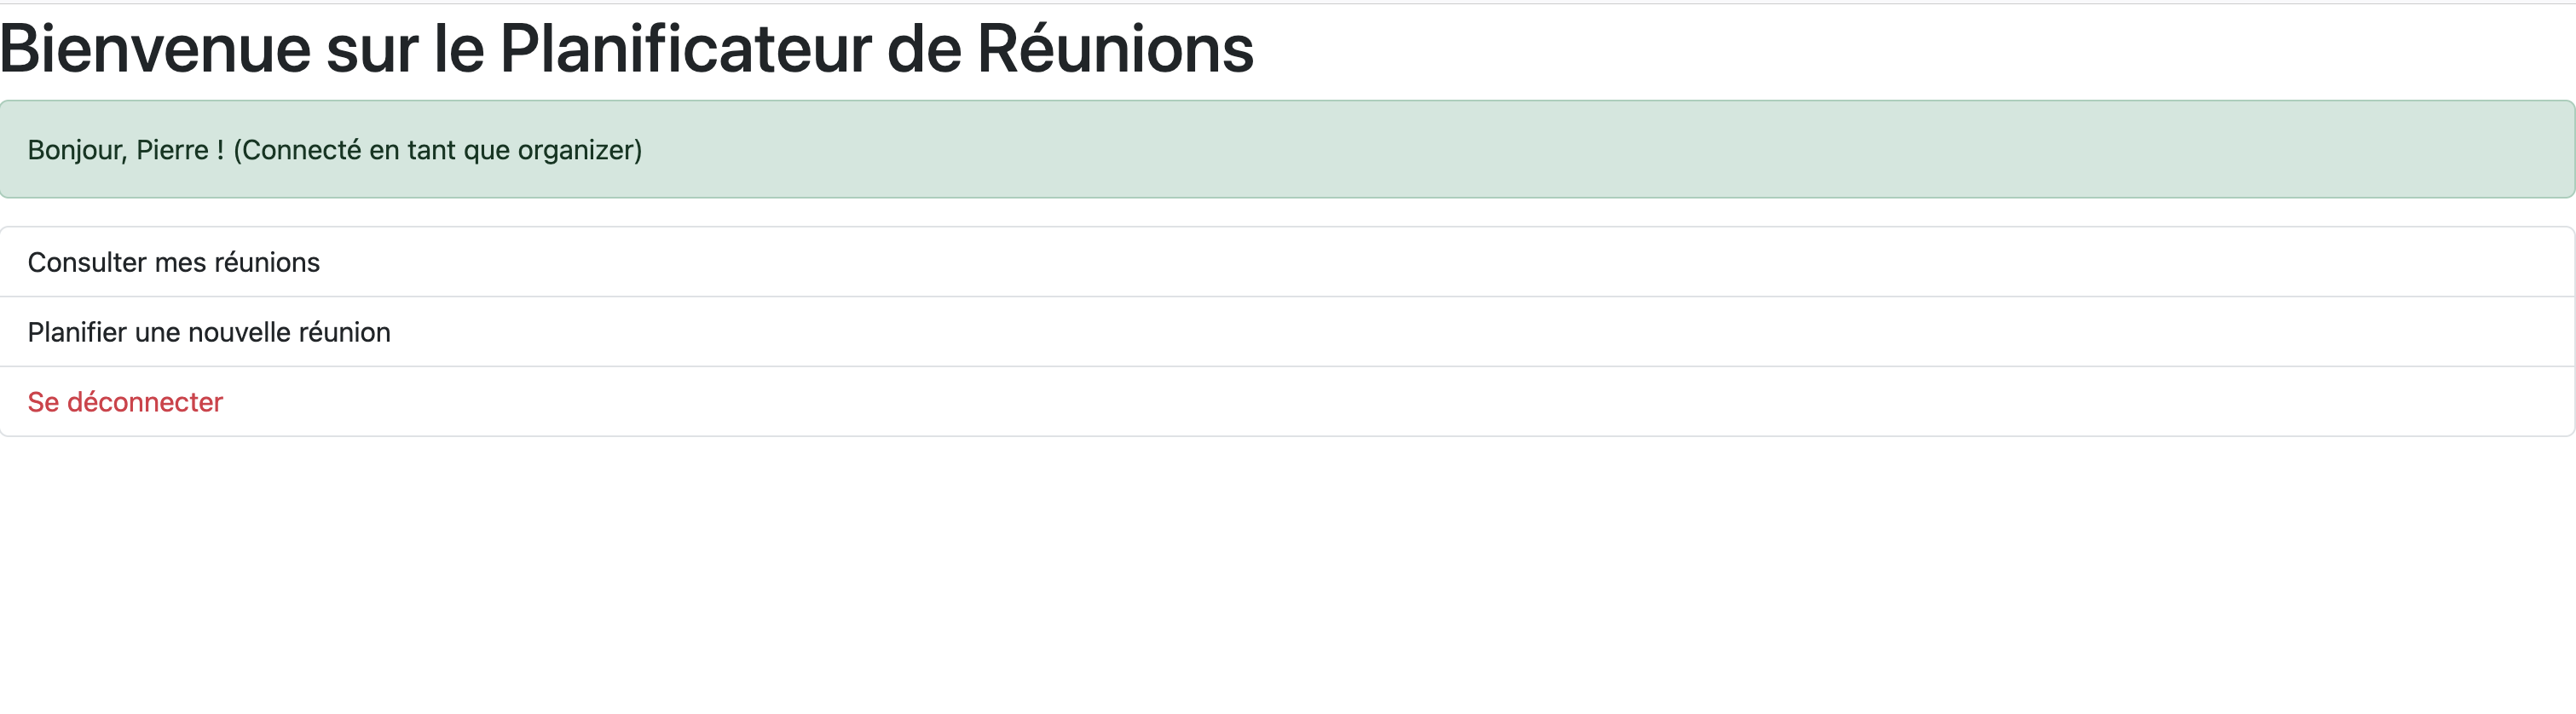 Bienvenue sur le Planificateur de Réunions
Bonjour, Pierre ! (Connecté en tant que organizer)
Consulter mes réunions
Planifier une nouvelle réunion
Se déconnecter